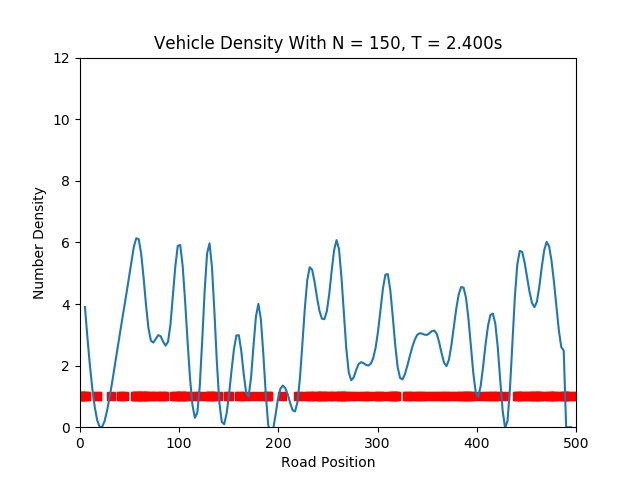 Vehicle Density With N = 150, T = 2.400s
12
10
8
6
4
2
0
Number Density
0 100 200 300 400 500
Road Position